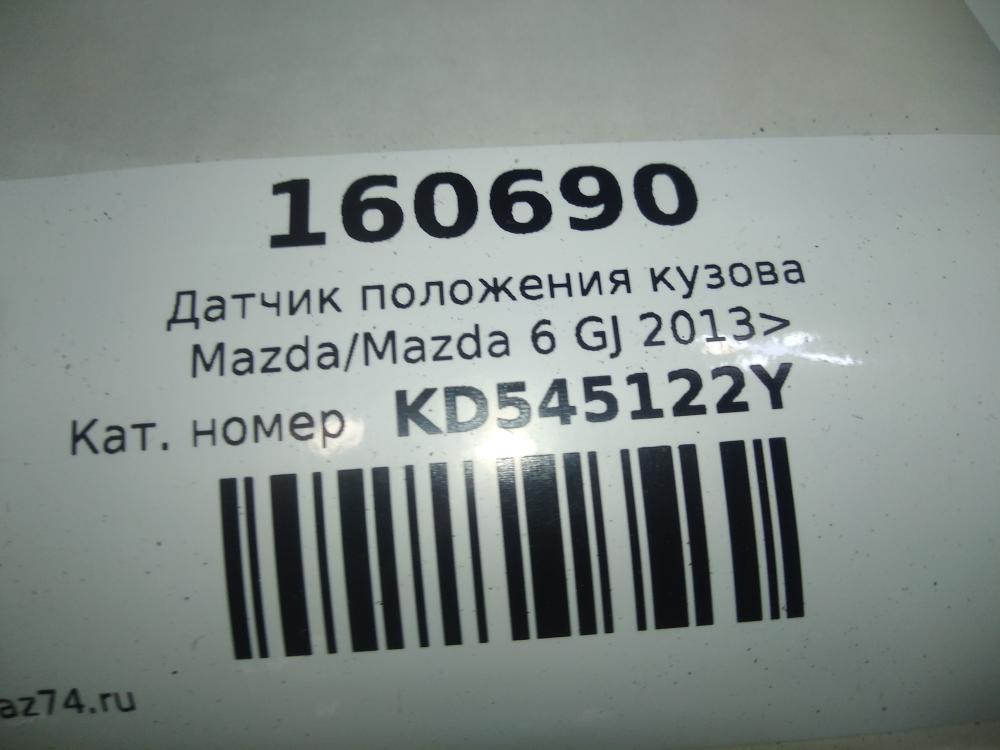 160690
Датчик положения кузова
Mazda/Mazda 6 GJ 2013>
Кат. номер KD545122Y
az74.ru